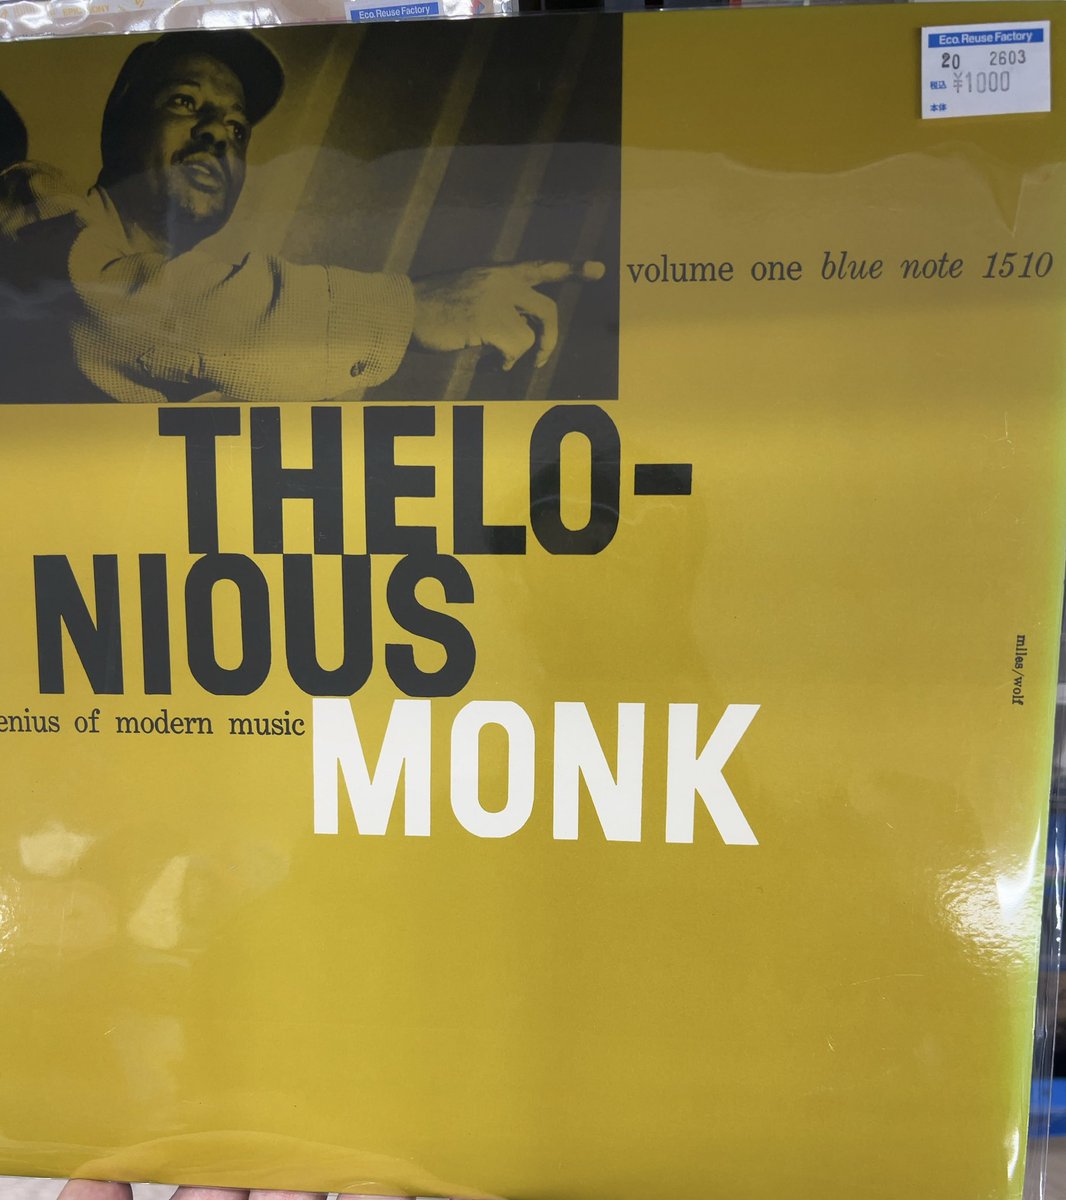 Eco.Reuse Factory
Eco.Reuse Factory
20 2603
税込 ¥1000
本体
volume one blue note 1510
THELO-
NIOUS
miles/wolf
enius of modern music
MONK